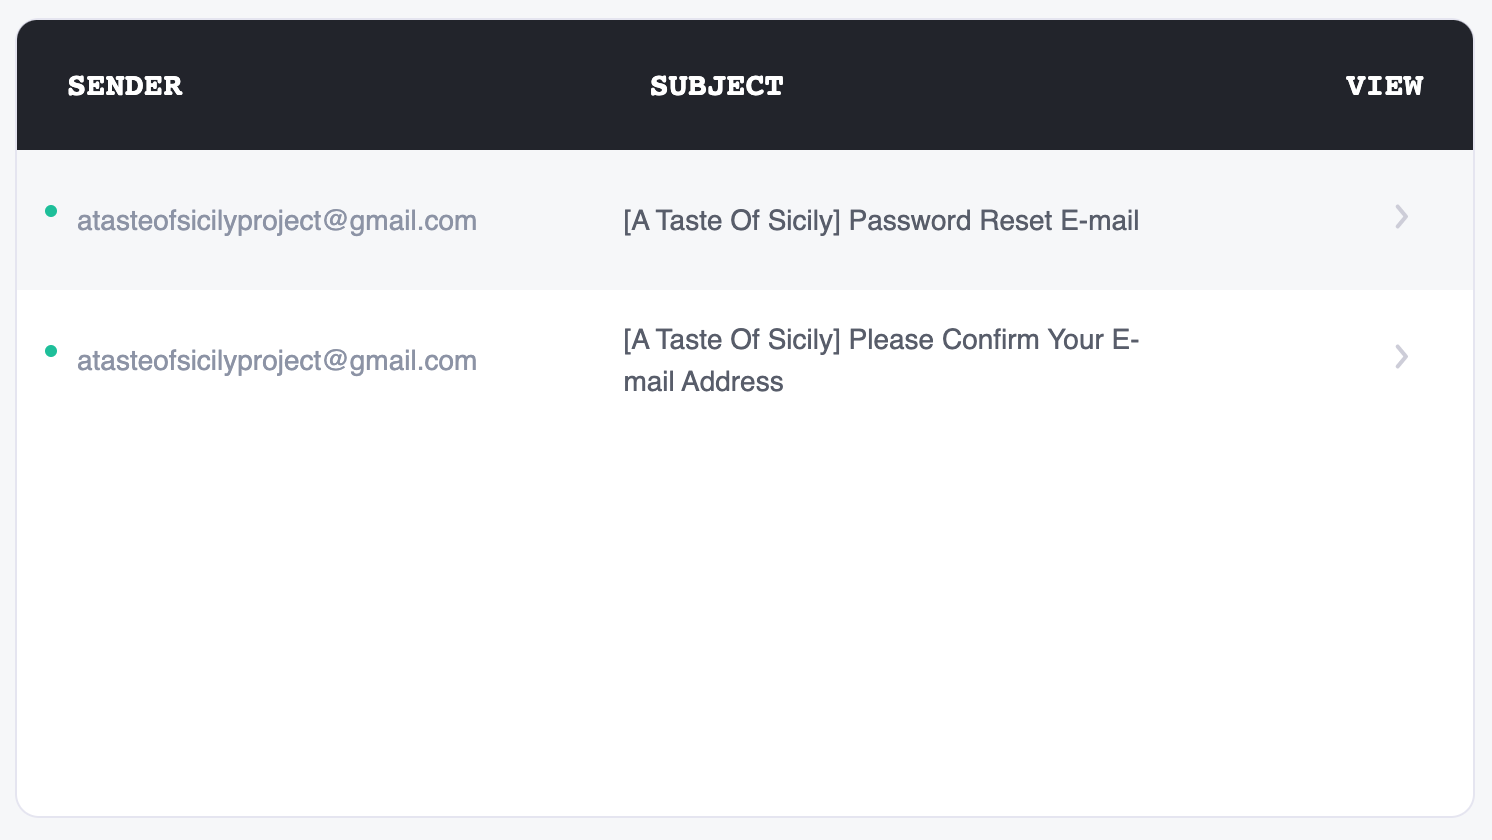 SENDER SUBJECT VIEW
atasteofsicilyproject@gmail.com [A Taste Of Sicily] Password Reset E-mail
atasteofsicilyproject@gmail.com [A Taste Of Sicily] Please Confirm Your E-
mail Address